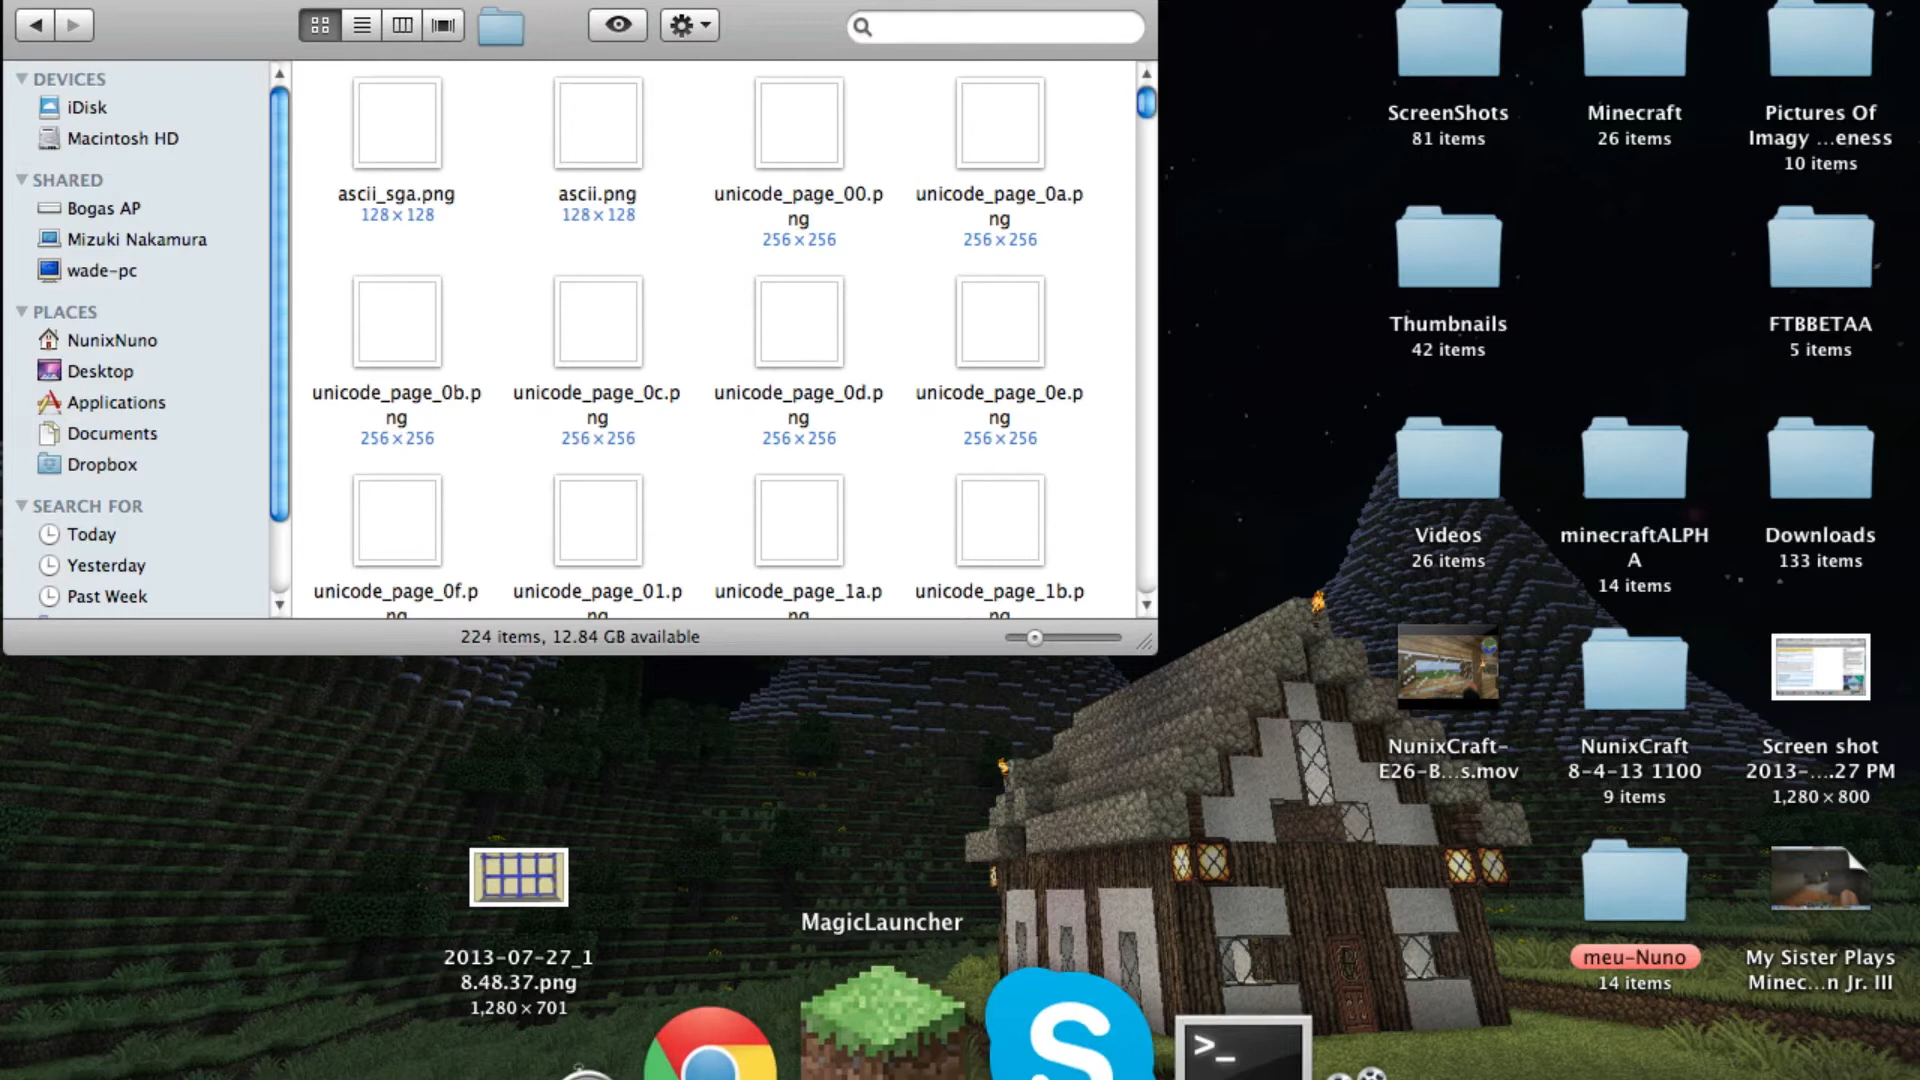 DEVICES
iDisk
Macintosh HD
SHARED
Bogas AP
Mizuki Nakamura
wade-pc
PLACES
NunixNuno
Desktop
Applications
Documents
Dropbox
SEARCH FOR
Today
Yesterday
Past Week
ascii_sga.png
128×128
ascii.png
128×128
unicode_page_00.p
ng
256×256
unicode_page_0a.p
ng
256×256
unicode_page_0b.p
ng
256×256
unicode_page_0c.p
ng
256×256
unicode_page_0d.p
ng
256×256
unicode_page_0e.p
ng
256×256
unicode_page_0f.p
ng
unicode_page_01.p
ng
unicode_page_1a.p
ng
unicode_page_1b.p
ng
224 items, 12.84 GB available
ScreenShots
81 items
Minecraft
26 items
Pictures Of
Imagy ...eness
10 items
Thumbnails
42 items
FTBBETAA
5 items
Videos
26 items
minecraftALPH
A
14 items
Downloads
133 items
NunixCraft-
E26-B...s.mov
NunixCraft
8-4-13 1100
9 items
Screen shot
2013-....27 PM
1,280×800
meu-Nuno
14 items
My Sister Plays
Minec...n Jr. III
2013-07-27_1
8.48.37.png
1,280×701
MagicLauncher
S
>_